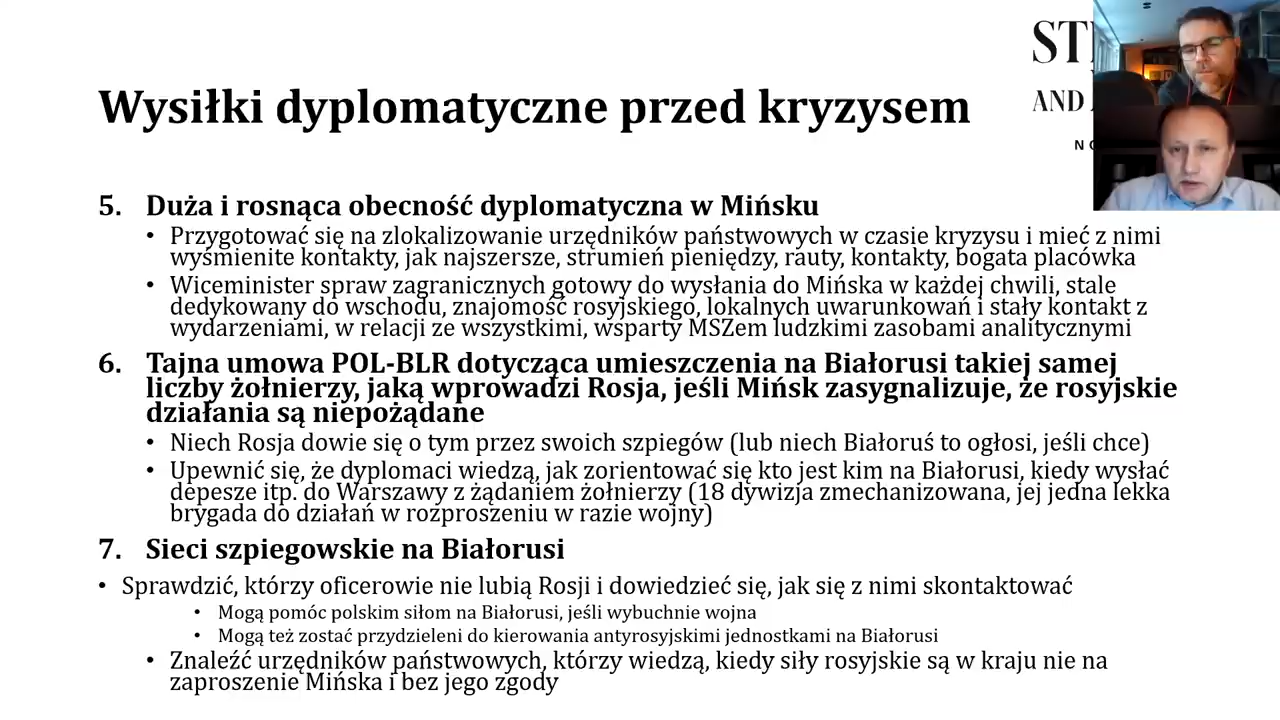 ST
AND
N
Wysiłki dyplomatyczne przed kryzysem
5. Duża i rosnąca obecność dyplomatyczna w Mińsku
• Przygotować się na zlokalizowanie urzędników państwowych w czasie kryzysu i mieć z nimi
wyśmienite kontakty, jak najszersze, strumień pieniędzy, rauty, kontakty, bogata placówka
• Wiceminister spraw zagranicznych gotowy do wysłania do Mińska w każdej chwili, stale
dedykowany do wschodu, znajomość rosyjskiego, lokalnych uwarunkowań i stały kontakt z
wydarzeniami, w relacji ze wszystkimi, wsparty MSZem ludzkimi zasobami analitycznymi
6. Tajna umowa POL-BLR dotycząca umieszczenia na Białorusi takiej samej
liczby żołnierzy, jaką wprowadzi Rosja, jeśli Mińsk zasygnalizuje, że rosyjskie
działania są niepożądane
• Niech Rosja dowie się o tym przez swoich szpiegów (lub niech Białoruś to ogłosi, jeśli chce)
• Upewnić się, że dyplomaci wiedzą, jak zorientować się kto jest kim na Białorusi, kiedy wysłać
depesze itp. do Warszawy z żądaniem żołnierzy (18 dywizja zmechanizowana, jej jedna lekka
brygada do działań w rozproszeniu w razie wojny)
7. Sieci szpiegowskie na Białorusi
• Sprawdzić, którzy oficerowie nie lubią Rosji i dowiedzieć się, jak się z nimi skontaktować
• Mogą pomóc polskim siłom na Białorusi, jeśli wybuchnie wojna
• Mogą też zostać przydzieleni do kierowania antyrosyjskimi jednostkami na Białorusi
• Znaleźć urzędników państwowych, którzy wiedzą, kiedy siły rosyjskie są w kraju nie na
zaproszenie Mińska i bez jego zgody